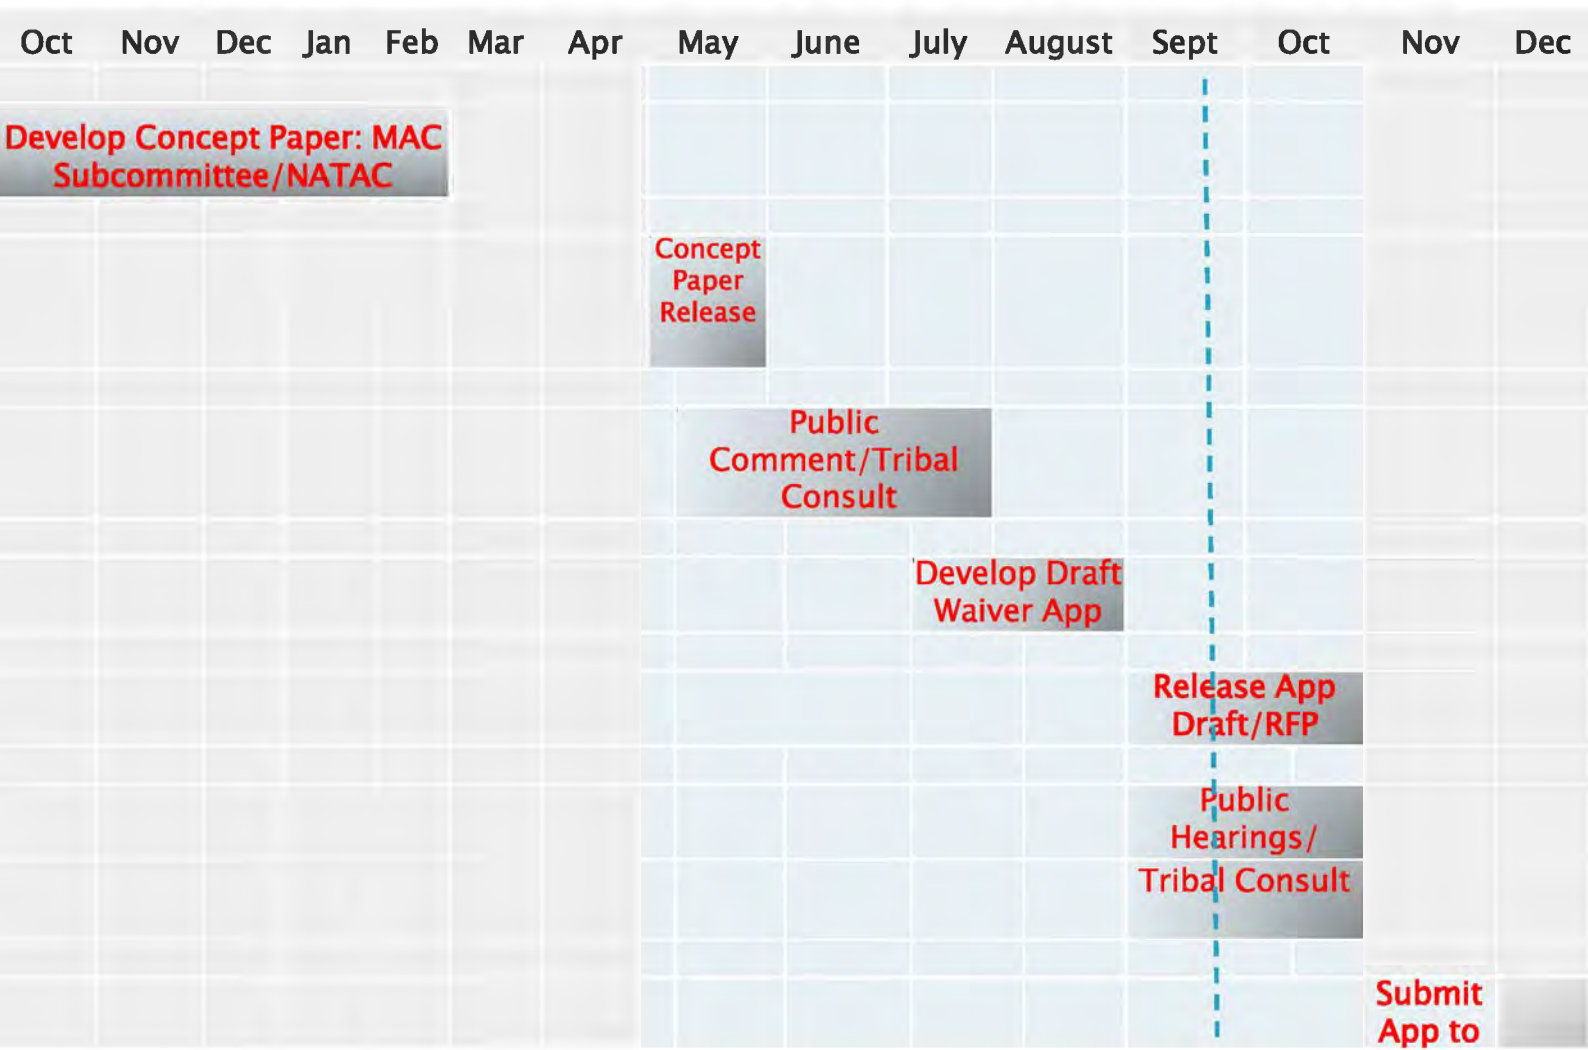 Oct Nov Dec Jan Feb Mar Apr May June July August Sept Oct Nov Dec
Develop Concept Paper: MAC
Subcommittee/NATAC
Concept
Paper
Release
Public
Comment/Tribal
Consult
Develop Draft
Waiver App
Release App
Draft/RFP
Public
Hearings/
Tribal Consult
Submit
App to